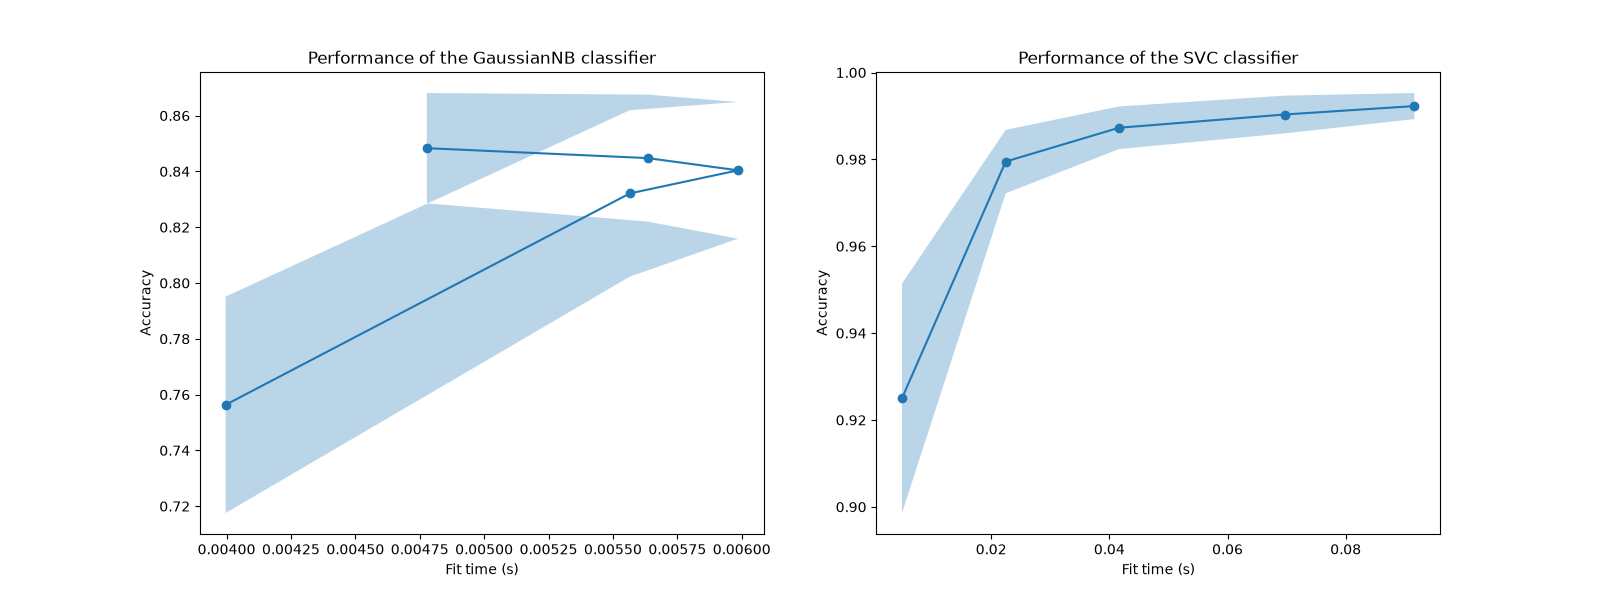 Performance of the GaussianNB classifier
Accuracy
0.86
0.84
0.82
0.80
0.78
0.76
0.74
0.72
0.00400 0.00425 0.00450 0.00475 0.00500 0.00525 0.00550 0.00575 0.00600
Fit time (s)
Performance of the SVC classifier
Accuracy
1.00
0.98
0.96
0.94
0.92
0.90
0.02 0.04 0.06 0.08
Fit time (s)